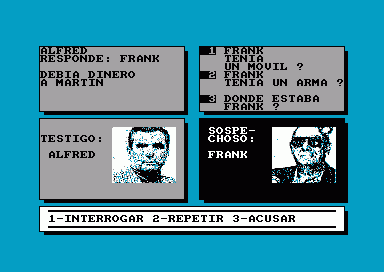 ALFRED
RESPONDE: FRANK
DEBIA DINERO
A MARTIN
1 FRANK
TENIA
UN MOVIL ?
2 FRANK
TENIA UN ARMA ?
3 DONDE ESTABA
FRANK ?
TESTIGO:
ALFRED
SOSPE-
CHOSO:
FRANK
1-INTERROGAR 2-REPETIR 3-ACUSAR